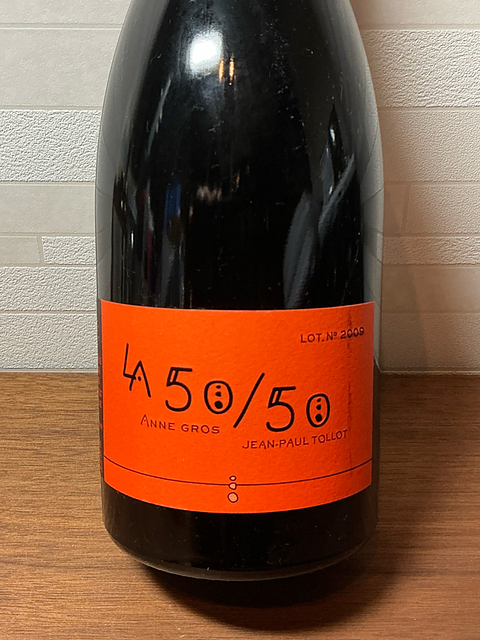 LOT. Nº 2009
LA 50/50
ANNE GROS
JEAN-PAUL TOLLOT